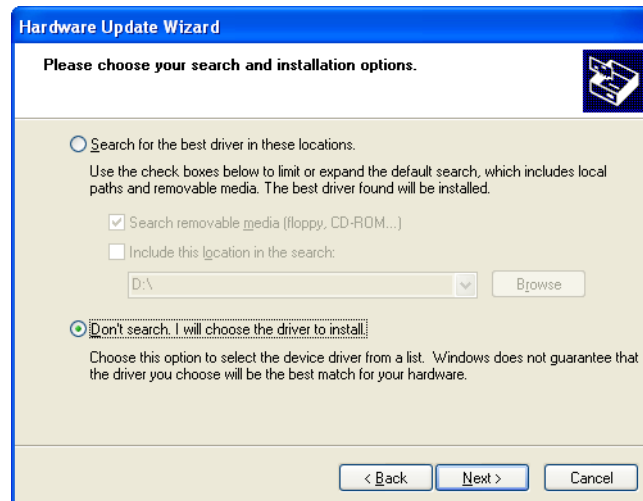 Hardware Update Wizard
Please choose your search and installation options.
Search for the best driver in these locations.
Use the check boxes below to limit or expand the default search, which includes local
paths and removable media. The best driver found will be installed.
Search removable media (floppy, CD-ROM...)
Include this location in the search:
D:\
Browse
Don't search. I will choose the driver to install.
Choose this option to select the device driver from a list. Windows does not guarantee that
the driver you choose will be the best match for your hardware.
< Back Next > Cancel